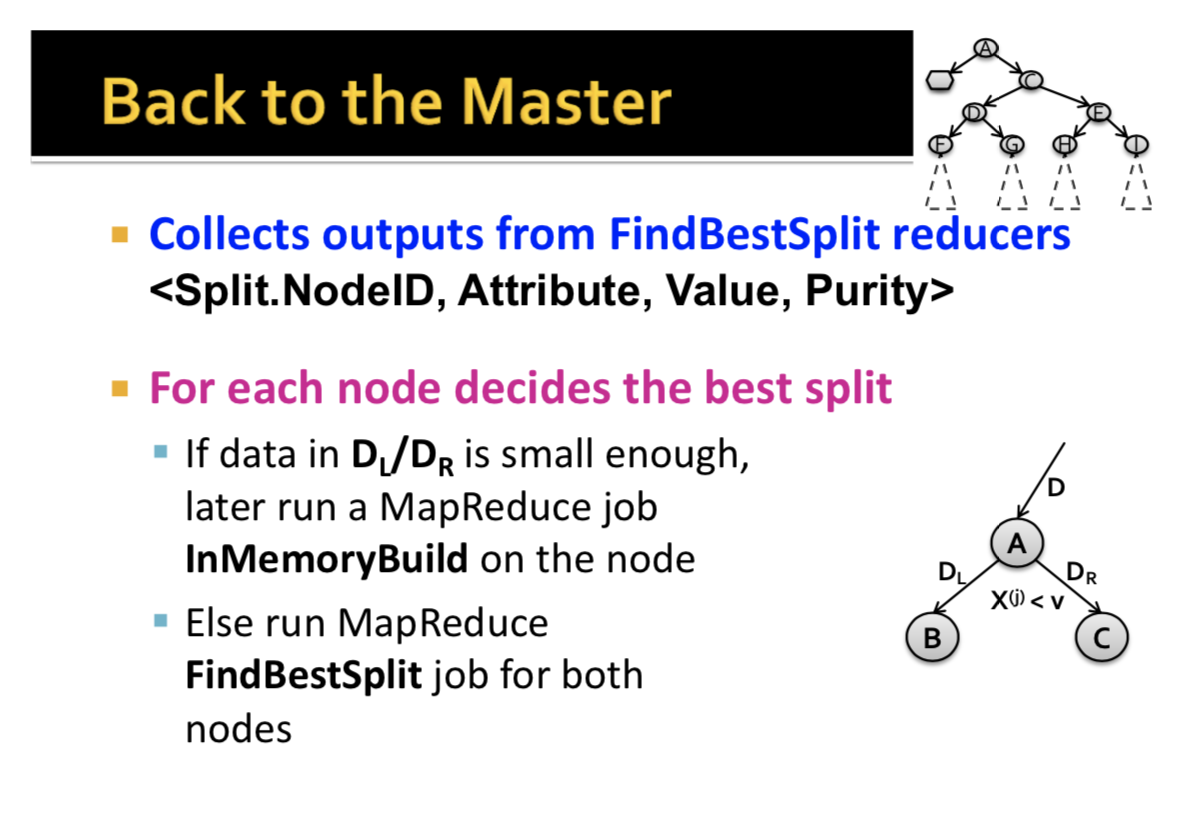 Back to the Master
A
C
D
E
F
G
H
I
Collects outputs from FindBestSplit reducers
<Split.NodeID, Attribute, Value, Purity>
For each node decides the best split
If data in D_L/D_R is small enough,
later run a MapReduce job
InMemoryBuild on the node
Else run MapReduce
FindBestSplit job for both
nodes
D
A
D_L
D_R
X^(j) < v
B
C